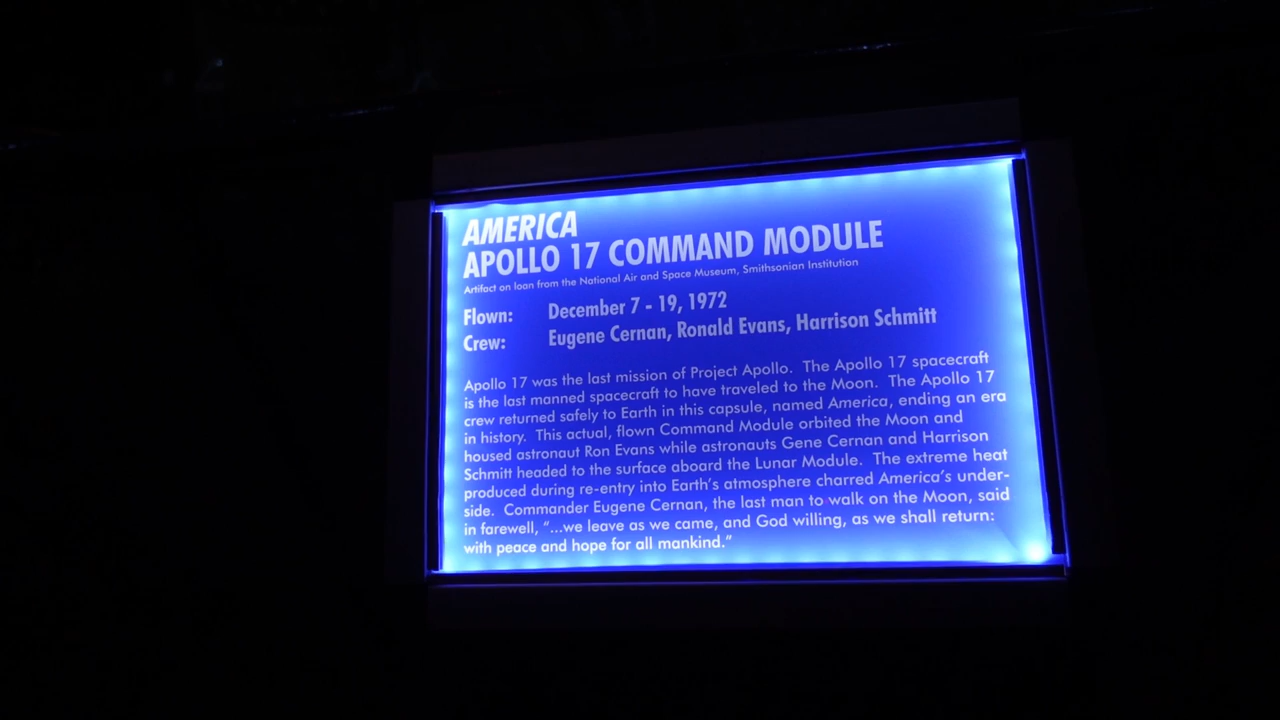 AMERICA
APOLLO 17 COMMAND MODULE
Artifact on loan from the National Air and Space Museum, Smithsonian Institution
Flown: December 7 - 19, 1972
Crew: Eugene Cernan, Ronald Evans, Harrison Schmitt
Apollo 17 was the last mission of Project Apollo. The Apollo 17 spacecraft
is the last manned spacecraft to have traveled to the Moon. The Apollo 17
crew returned safely to Earth in this capsule, named America, ending an era
in history. This actual, flown Command Module orbited the Moon and
housed astronaut Ron Evans while astronauts Gene Cernan and Harrison
Schmitt headed to the surface aboard the Lunar Module. The extreme heat
produced during re-entry into Earth's atmosphere charred America's under-
side. Commander Eugene Cernan, the last man to walk on the Moon, said
in farewell, "...we leave as we came, and God willing, as we shall return:
with peace and hope for all mankind."